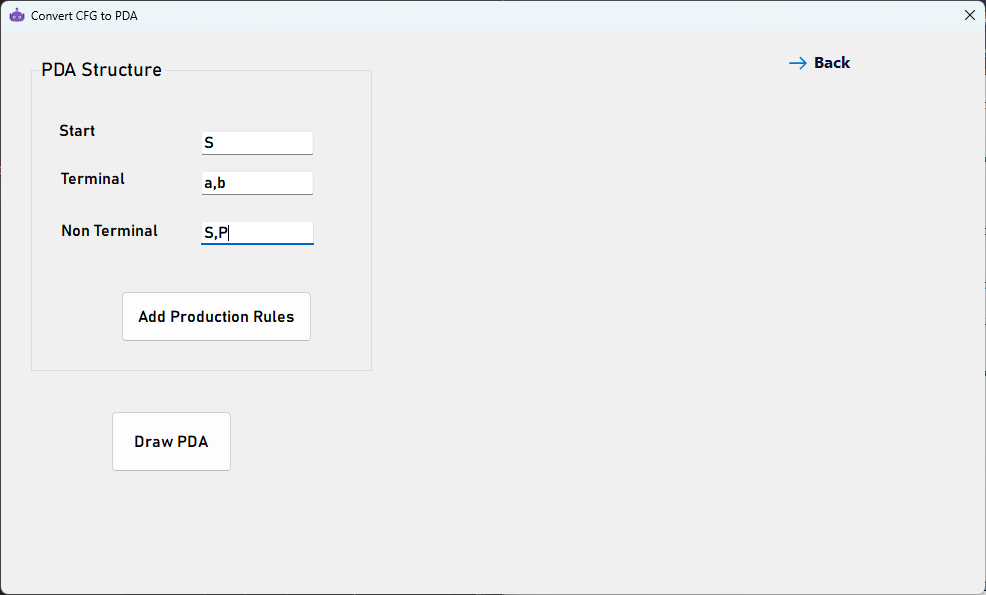 Convert CFG to PDA
PDA Structure
Back
Start
S
Terminal
a,b
Non Terminal
S,P
Add Production Rules
Draw PDA